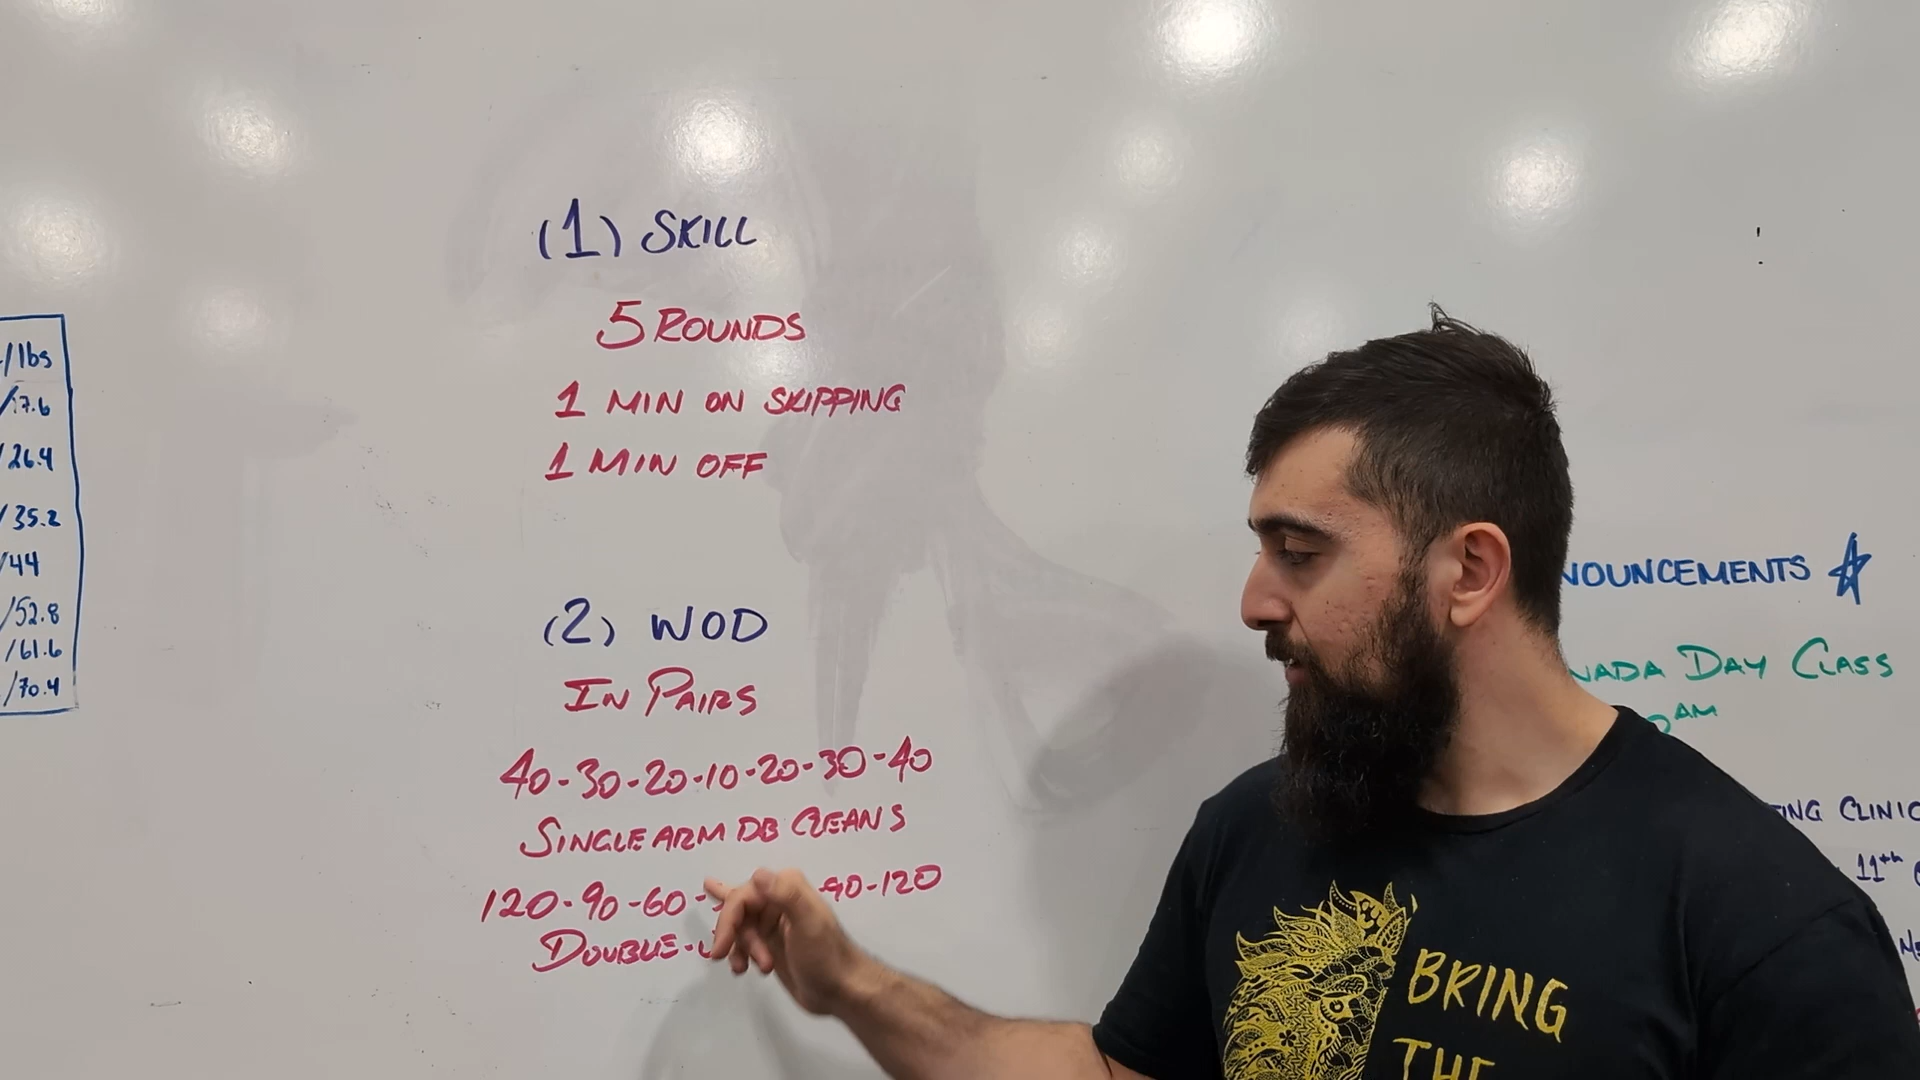 /lbs
/17.6
/26.4
/35.2
/44
/52.8
/61.6
/70.4
(1) SKILL
5 ROUNDS
1 MIN ON SKIPPING
1 MIN OFF
(2) WOD
IN PAIRS
40-30-20-10-20-30-40
SINGLE ARM DB CLEANS
120-90-60- -90-120
DOUBLE-
NOUNCEMENTS
NADA DAY CLASS
AM
ING CLINIC
11th
BRING
THE